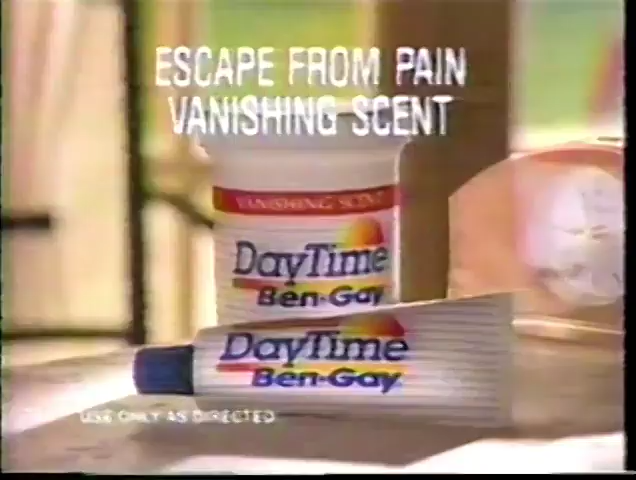 ESCAPE FROM PAIN
VANISHING SCENT
VANISHING SCENT
DayTime
Ben-Gay
DayTime
Ben-Gay
USE ONLY AS DIRECTED